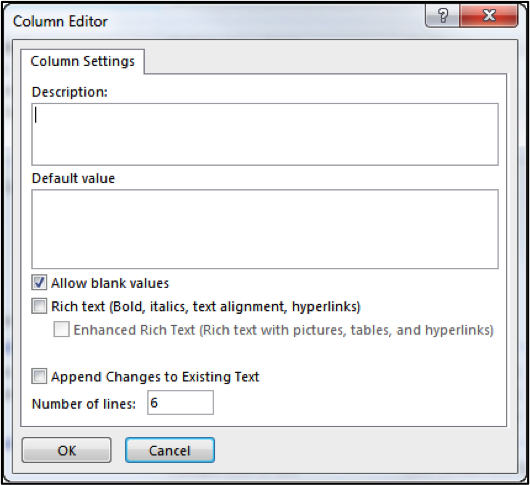 Column Editor
Column Settings
Description:
Default value
Allow blank values
Rich text (Bold, italics, text alignment, hyperlinks)
Enhanced Rich Text (Rich text with pictures, tables, and hyperlinks)
Append Changes to Existing Text
Number of lines: 6
OK Cancel